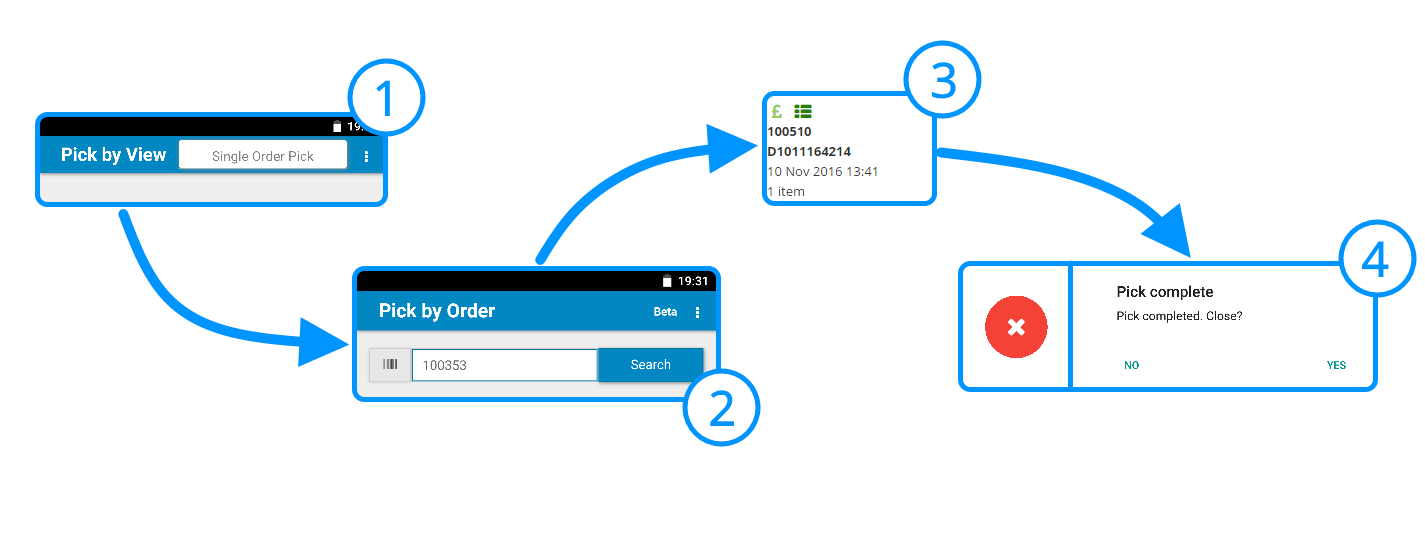 1
19:
Pick by View
Single Order Pick
19:31
Pick by Order
Beta
100353
Search
2
3
£
100510
D1011164214
10 Nov 2016 13:41
1 item
4
Pick complete
Pick completed. Close?
NO
YES